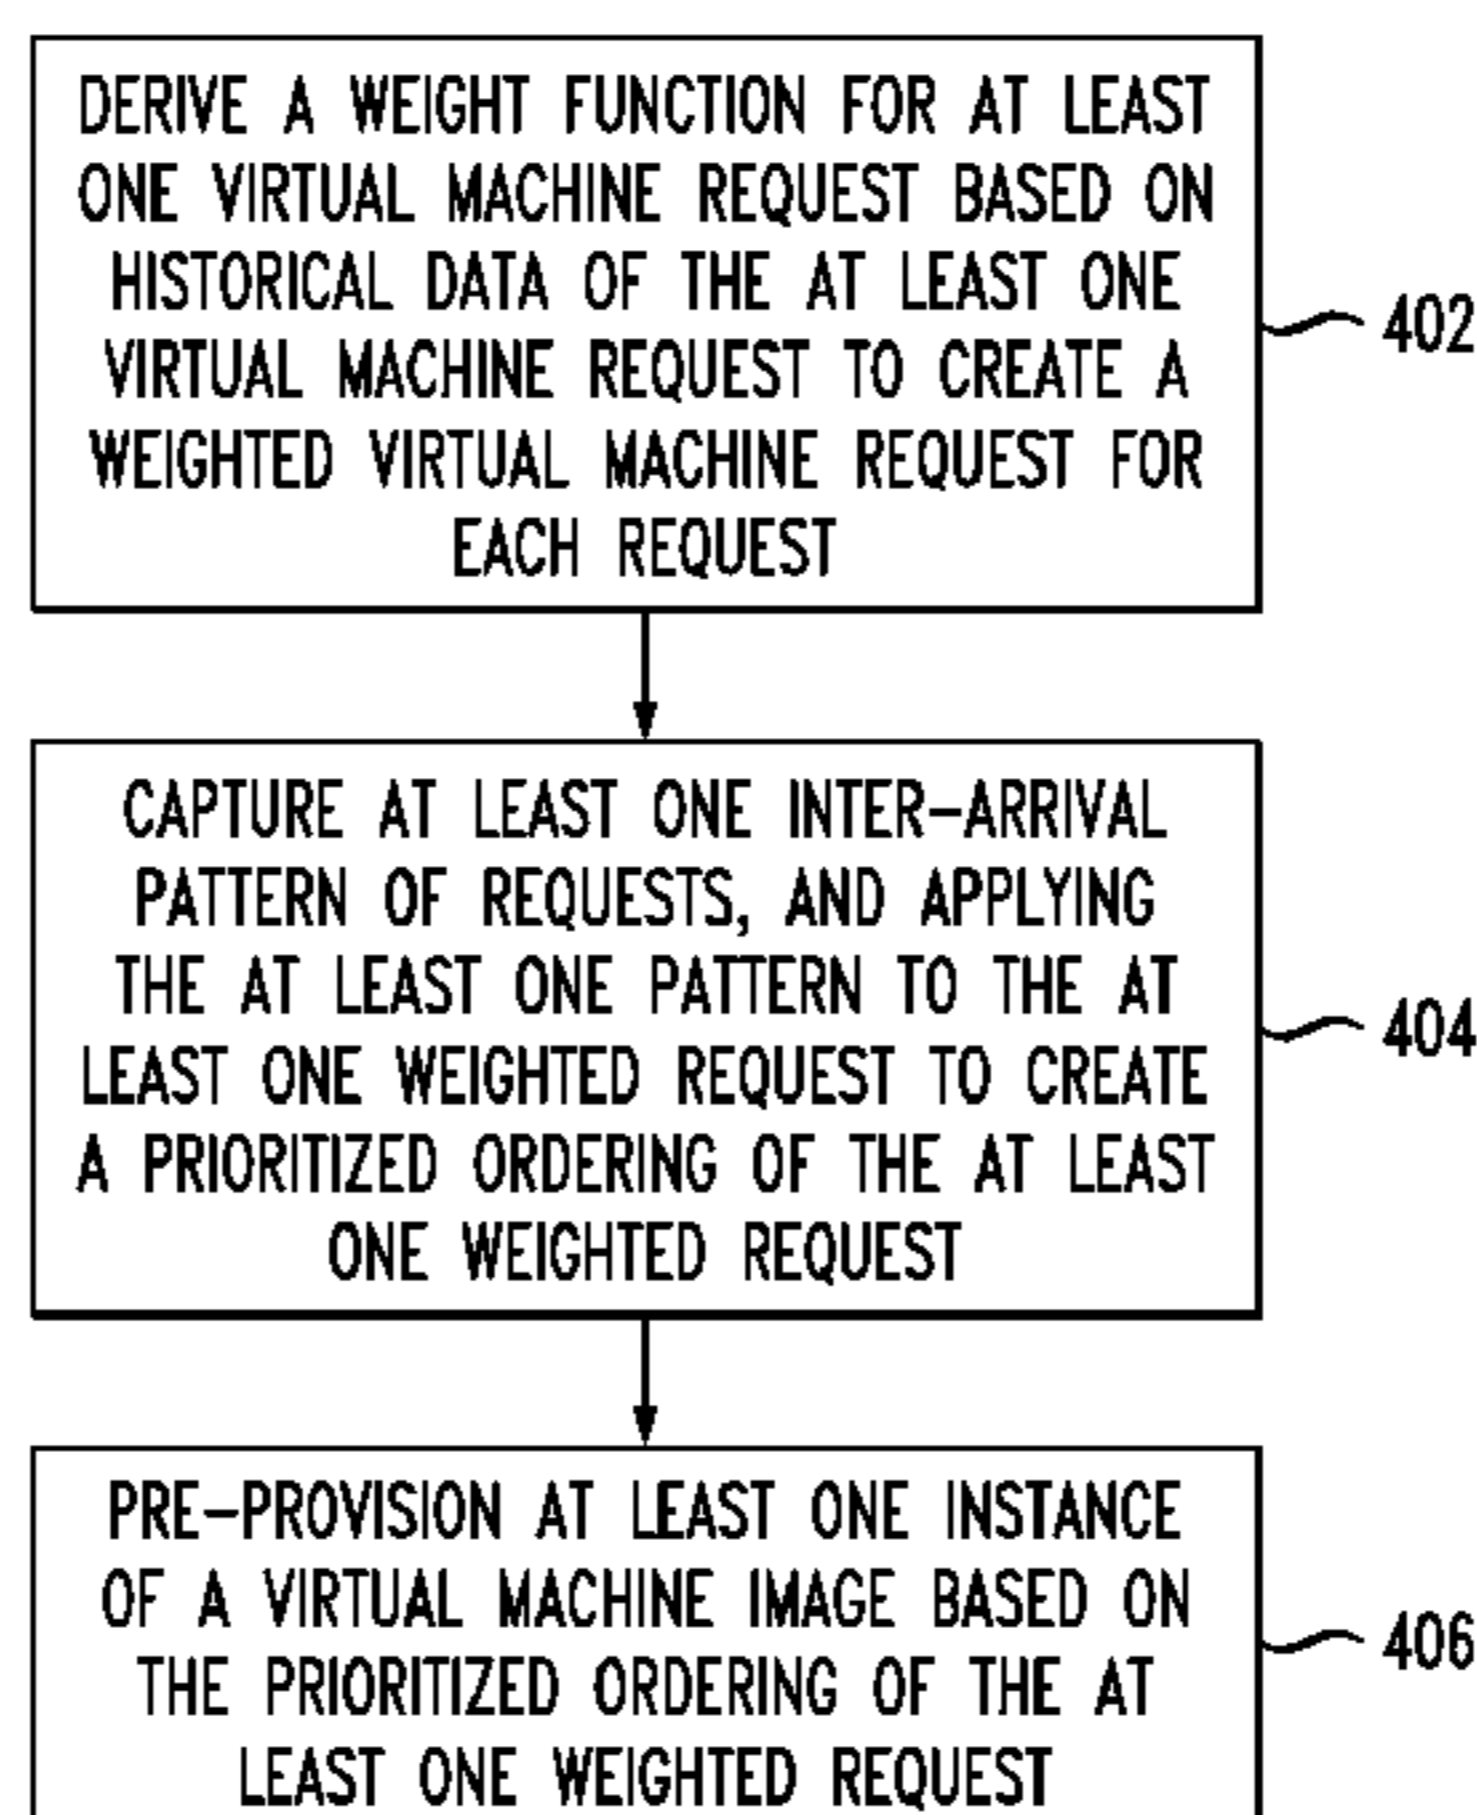 DERIVE A WEIGHT FUNCTION FOR AT LEAST
ONE VIRTUAL MACHINE REQUEST BASED ON
HISTORICAL DATA OF THE AT LEAST ONE
VIRTUAL MACHINE REQUEST TO CREATE A
WEIGHTED VIRTUAL MACHINE REQUEST FOR
EACH REQUEST
402
CAPTURE AT LEAST ONE INTER-ARRIVAL
PATTERN OF REQUESTS, AND APPLYING
THE AT LEAST ONE PATTERN TO THE AT
LEAST ONE WEIGHTED REQUEST TO CREATE
A PRIORITIZED ORDERING OF THE AT LEAST
ONE WEIGHTED REQUEST
404
PRE-PROVISION AT LEAST ONE INSTANCE
OF A VIRTUAL MACHINE IMAGE BASED ON
THE PRIORITIZED ORDERING OF THE AT
LEAST ONE WEIGHTED REQUEST
406